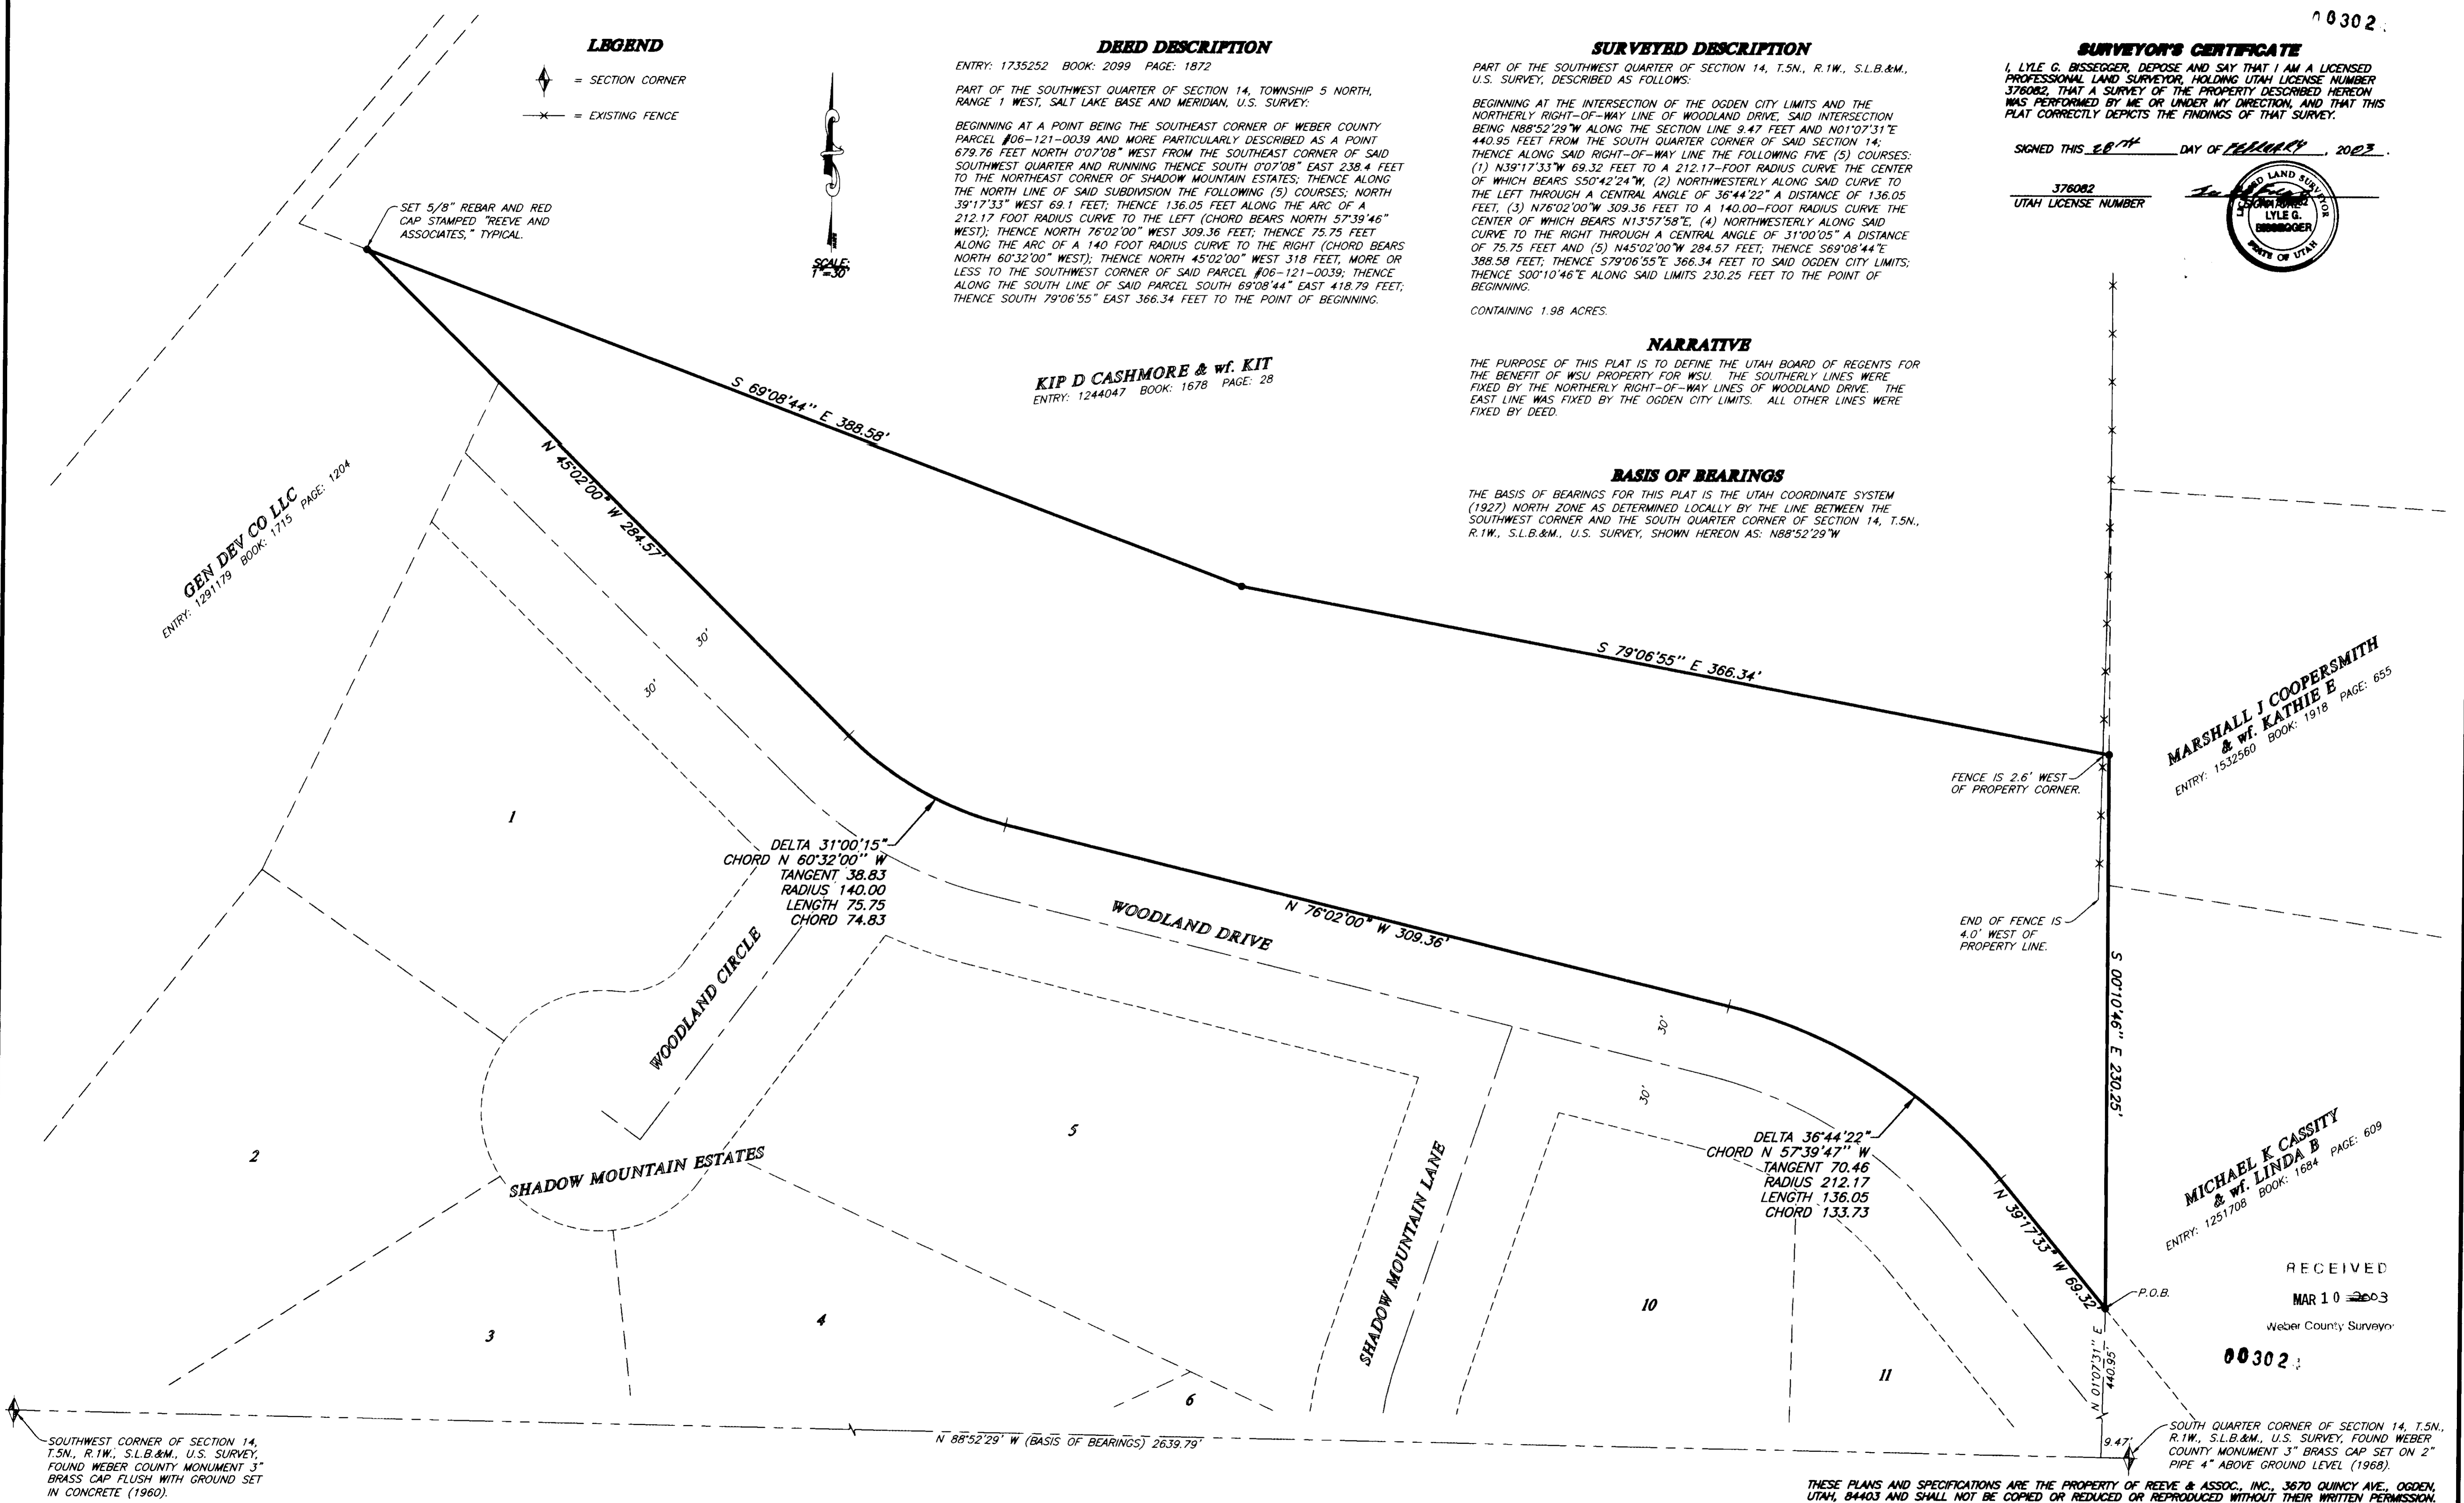 00302
LEGEND
= SECTION CORNER
= EXISTING FENCE
SCALE:
1"=30'
DEED DESCRIPTION
ENTRY: 1735252 BOOK: 2099 PAGE: 1872
PART OF THE SOUTHWEST QUARTER OF SECTION 14, TOWNSHIP 5 NORTH,
RANGE 1 WEST, SALT LAKE BASE AND MERIDIAN, U.S. SURVEY:
BEGINNING AT A POINT BEING THE SOUTHEAST CORNER OF WEBER COUNTY
PARCEL #06-121-0039 AND MORE PARTICULARLY DESCRIBED AS A POINT
679.76 FEET NORTH 0°07'08" WEST FROM THE SOUTHEAST CORNER OF SAID
SOUTHWEST QUARTER AND RUNNING THENCE SOUTH 0°07'08" EAST 238.4 FEET
TO THE NORTHEAST CORNER OF SHADOW MOUNTAIN ESTATES; THENCE ALONG
THE NORTH LINE OF SAID SUBDIVISION THE FOLLOWING (5) COURSES; NORTH
39°17'33" WEST 69.1 FEET; THENCE 136.05 FEET ALONG THE ARC OF A
212.17 FOOT RADIUS CURVE TO THE LEFT (CHORD BEARS NORTH 57°39'46"
WEST); THENCE NORTH 76°02'00" WEST 309.36 FEET; THENCE 75.75 FEET
ALONG THE ARC OF A 140 FOOT RADIUS CURVE TO THE RIGHT (CHORD BEARS
NORTH 60°32'00" WEST); THENCE NORTH 45°02'00" WEST 318 FEET, MORE OR
LESS TO THE SOUTHWEST CORNER OF SAID PARCEL #06-121-0039; THENCE
ALONG THE SOUTH LINE OF SAID PARCEL SOUTH 69°08'44" EAST 418.79 FEET;
THENCE SOUTH 79°06'55" EAST 366.34 FEET TO THE POINT OF BEGINNING.
SURVEYED DESCRIPTION
PART OF THE SOUTHWEST QUARTER OF SECTION 14, T.5N., R.1W., S.L.B.&M.,
U.S. SURVEY, DESCRIBED AS FOLLOWS:
BEGINNING AT THE INTERSECTION OF THE OGDEN CITY LIMITS AND THE
NORTHERLY RIGHT-OF-WAY LINE OF WOODLAND DRIVE, SAID INTERSECTION
BEING N88°52'29"W ALONG THE SECTION LINE 9.47 FEET AND N01°07'31"E
440.95 FEET FROM THE SOUTH QUARTER CORNER OF SAID SECTION 14;
THENCE ALONG SAID RIGHT-OF-WAY LINE THE FOLLOWING FIVE (5) COURSES:
(1) N39°17'33"W 69.32 FEET TO A 212.17-FOOT RADIUS CURVE THE CENTER
OF WHICH BEARS S50°42'24"W, (2) NORTHWESTERLY ALONG SAID CURVE TO
THE LEFT THROUGH A CENTRAL ANGLE OF 36°44'22" A DISTANCE OF 136.05
FEET, (3) N76°02'00"W 309.36 FEET TO A 140.00-FOOT RADIUS CURVE THE
CENTER OF WHICH BEARS N13°57'58"E, (4) NORTHWESTERLY ALONG SAID
CURVE TO THE RIGHT THROUGH A CENTRAL ANGLE OF 31°00'05" A DISTANCE
OF 75.75 FEET AND (5) N45°02'00"W 284.57 FEET; THENCE S69°08'44"E
388.58 FEET; THENCE S79°06'55"E 366.34 FEET TO SAID OGDEN CITY LIMITS;
THENCE S00°10'46"E ALONG SAID LIMITS 230.25 FEET TO THE POINT OF
BEGINNING.
CONTAINING 1.98 ACRES.
NARRATIVE
THE PURPOSE OF THIS PLAT IS TO DEFINE THE UTAH BOARD OF REGENTS FOR
THE BENEFIT OF WSU PROPERTY FOR WSU. THE SOUTHERLY LINES WERE
FIXED BY THE NORTHERLY RIGHT-OF-WAY LINES OF WOODLAND DRIVE. THE
EAST LINE WAS FIXED BY THE OGDEN CITY LIMITS. ALL OTHER LINES WERE
FIXED BY DEED.
BASIS OF BEARINGS
THE BASIS OF BEARINGS FOR THIS PLAT IS THE UTAH COORDINATE SYSTEM
(1927) NORTH ZONE AS DETERMINED LOCALLY BY THE LINE BETWEEN THE
SOUTHWEST CORNER AND THE SOUTH QUARTER CORNER OF SECTION 14, T.5N.,
R.1W., S.L.B.&M., U.S. SURVEY, SHOWN HEREON AS: N88°52'29"W
SURVEYOR'S CERTIFICATE
I, LYLE G. BISSEGGER, DEPOSE AND SAY THAT I AM A LICENSED
PROFESSIONAL LAND SURVEYOR, HOLDING UTAH LICENSE NUMBER
376082, THAT A SURVEY OF THE PROPERTY DESCRIBED HEREON
WAS PERFORMED BY ME OR UNDER MY DIRECTION, AND THAT THIS
PLAT CORRECTLY DEPICTS THE FINDINGS OF THAT SURVEY.
SIGNED THIS 28TH DAY OF FEBRUARY, 2003.
376082
UTAH LICENSE NUMBER
SIGNATURE
LAND SURVEYOR
LYLE G.
BISSEGGER
STATE OF UTAH
SET 5/8" REBAR AND RED
CAP STAMPED "REEVE AND
ASSOCIATES," TYPICAL.
KIP D CASHMORE & wf. KIT
ENTRY: 1244047 BOOK: 1678 PAGE: 28
S 69°08'44" E 388.58'
N 45°02'00" W 284.57'
GEN DEV CO LLC
ENTRY: 1291179 BOOK: 1715 PAGE: 1204
30'
30'
S 79°06'55" E 366.34'
MARSHALL J COOPERSMITH
& wf. KATHIE E
ENTRY: 1532560 BOOK: 1918 PAGE: 655
FENCE IS 2.6' WEST
OF PROPERTY CORNER.
END OF FENCE IS
4.0' WEST OF
PROPERTY LINE.
S 00°10'46" E 230.25'
1
DELTA 31°00'15"
CHORD N 60°32'00" W
TANGENT 38.83
RADIUS 140.00
LENGTH 75.75
CHORD 74.83
WOODLAND DRIVE
N 76°02'00" W 309.36'
WOODLAND CIRCLE
30'
30'
2
5
SHADOW MOUNTAIN ESTATES
SHADOW MOUNTAIN LANE
DELTA 36°44'22"
CHORD N 57°39'47" W
TANGENT 70.46
RADIUS 212.17
LENGTH 136.05
CHORD 133.73
N 39°17'33" W 69.32'
MICHAEL K CASSITY
& wf. LINDA B
ENTRY: 1251708 BOOK: 1684 PAGE: 609
3
4
6
10
11
P.O.B.
RECEIVED
MAR 10 2003
Weber County Surveyor
00302
N 01°07'31" E
440.95'
N 88°52'29' W (BASIS OF BEARINGS) 2639.79'
9.47'
SOUTHWEST CORNER OF SECTION 14,
T.5N., R.1W., S.L.B.&M., U.S. SURVEY,
FOUND WEBER COUNTY MONUMENT 3"
BRASS CAP FLUSH WITH GROUND SET
IN CONCRETE (1960).
SOUTH QUARTER CORNER OF SECTION 14, T.5N.,
R.1W., S.L.B.&M., U.S. SURVEY, FOUND WEBER
COUNTY MONUMENT 3" BRASS CAP SET ON 2"
PIPE 4" ABOVE GROUND LEVEL (1968).
THESE PLANS AND SPECIFICATIONS ARE THE PROPERTY OF REEVE & ASSOC., INC., 3670 QUINCY AVE., OGDEN,
UTAH, 84403 AND SHALL NOT BE COPIED OR REDUCED OR REPRODUCED WITHOUT THEIR WRITTEN PERMISSION.